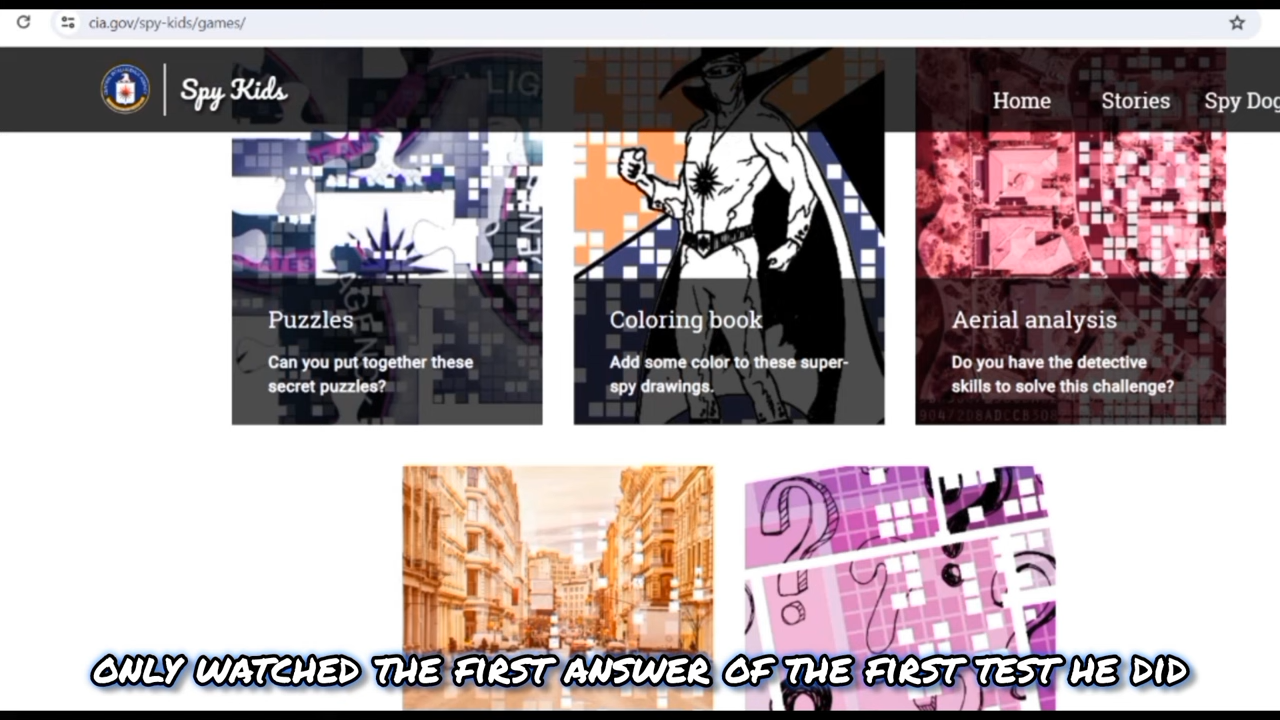 cia.gov/spy-kids/games/
Spy Kids
Home Stories Spy Dog
Puzzles
Can you put together these
secret puzzles?
Coloring book
Add some color to these super-
spy drawings.
Aerial analysis
Do you have the detective
skills to solve this challenge?
ONLY WATCHED THE FIRST ANSWER OF THE FIRST TEST HE DID